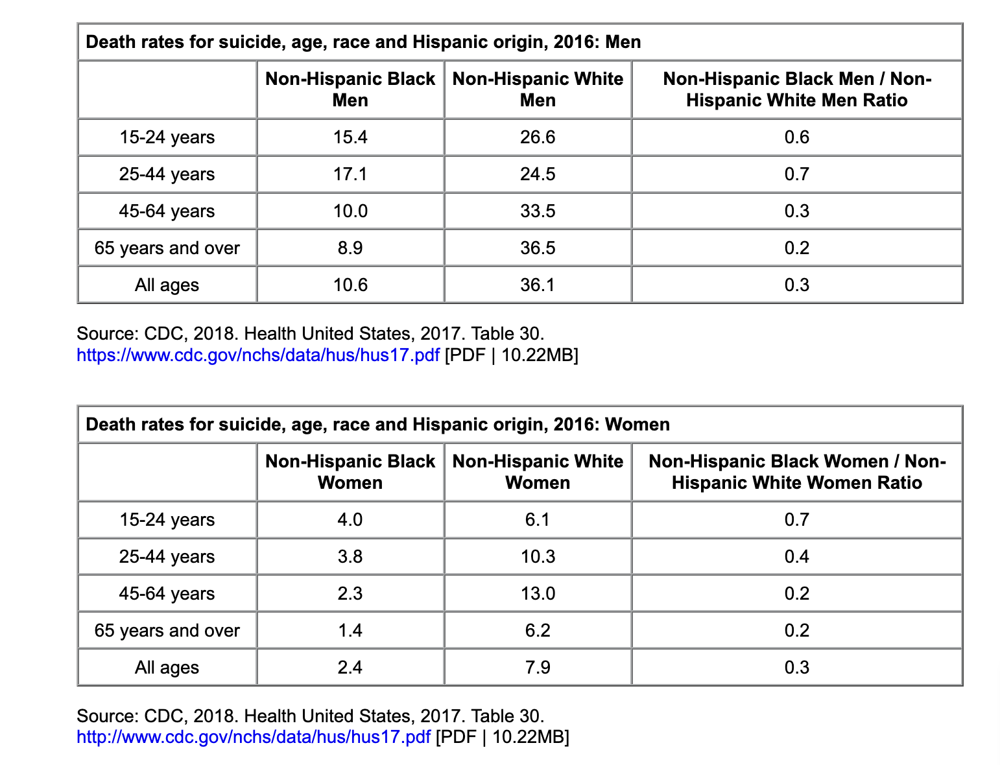 Death rates for suicide, age, race and Hispanic origin, 2016: Men
Non-Hispanic Black Men Non-Hispanic White Men Non-Hispanic Black Men / Non-Hispanic White Men Ratio
15-24 years 15.4 26.6 0.6
25-44 years 17.1 24.5 0.7
45-64 years 10.0 33.5 0.3
65 years and over 8.9 36.5 0.2
All ages 10.6 36.1 0.3
Source: CDC, 2018. Health United States, 2017. Table 30.
https://www.cdc.gov/nchs/data/hus/hus17.pdf [PDF | 10.22MB]
Death rates for suicide, age, race and Hispanic origin, 2016: Women
Non-Hispanic Black Women Non-Hispanic White Women Non-Hispanic Black Women / Non-Hispanic White Women Ratio
15-24 years 4.0 6.1 0.7
25-44 years 3.8 10.3 0.4
45-64 years 2.3 13.0 0.2
65 years and over 1.4 6.2 0.2
All ages 2.4 7.9 0.3
Source: CDC, 2018. Health United States, 2017. Table 30.
http://www.cdc.gov/nchs/data/hus/hus17.pdf [PDF | 10.22MB]